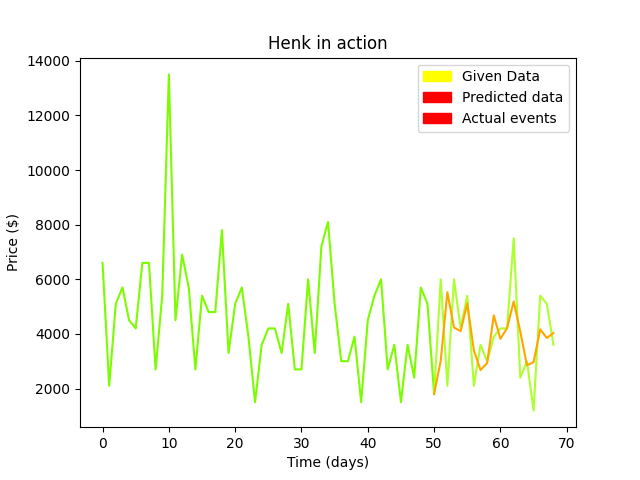 Henk in action
Given Data
Predicted data
Actual events
Price ($)
14000
12000
10000
8000
6000
4000
2000
0 10 20 30 40 50 60 70
Time (days)